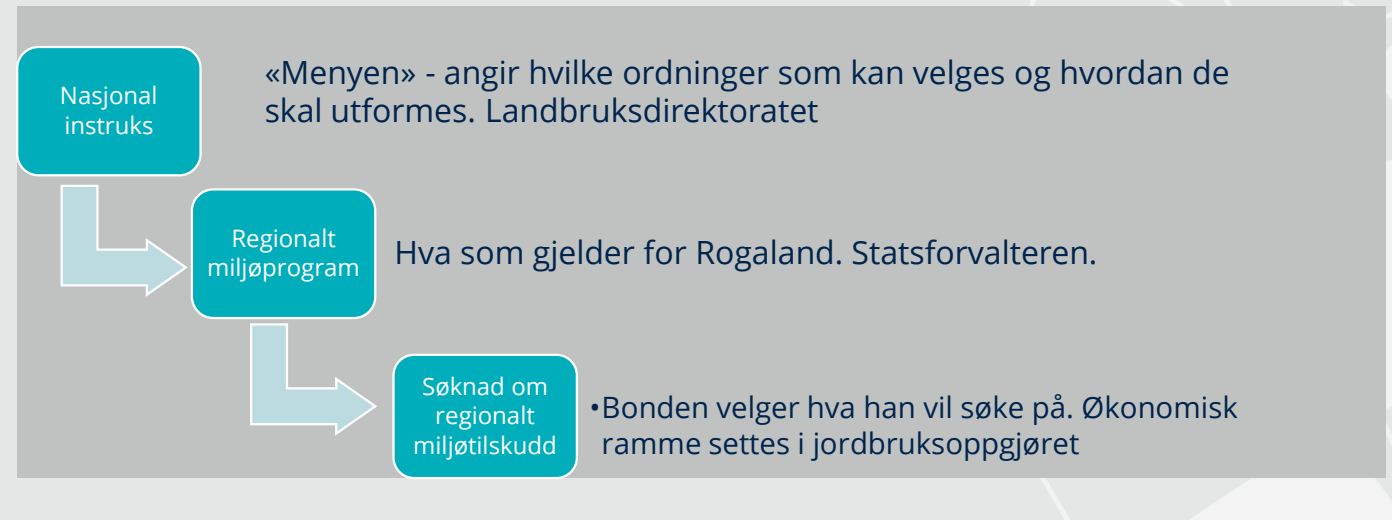 Nasjonal
instruks
«Menyen» - angir hvilke ordninger som kan velges og hvordan de
skal utformes. Landbruksdirektoratet
Regionalt
miljøprogram
Hva som gjelder for Rogaland. Statsforvalteren.
Søknad om
regionalt
miljøtilskudd
•Bonden velger hva han vil søke på. Økonomisk
ramme settes i jordbruksoppgjøret